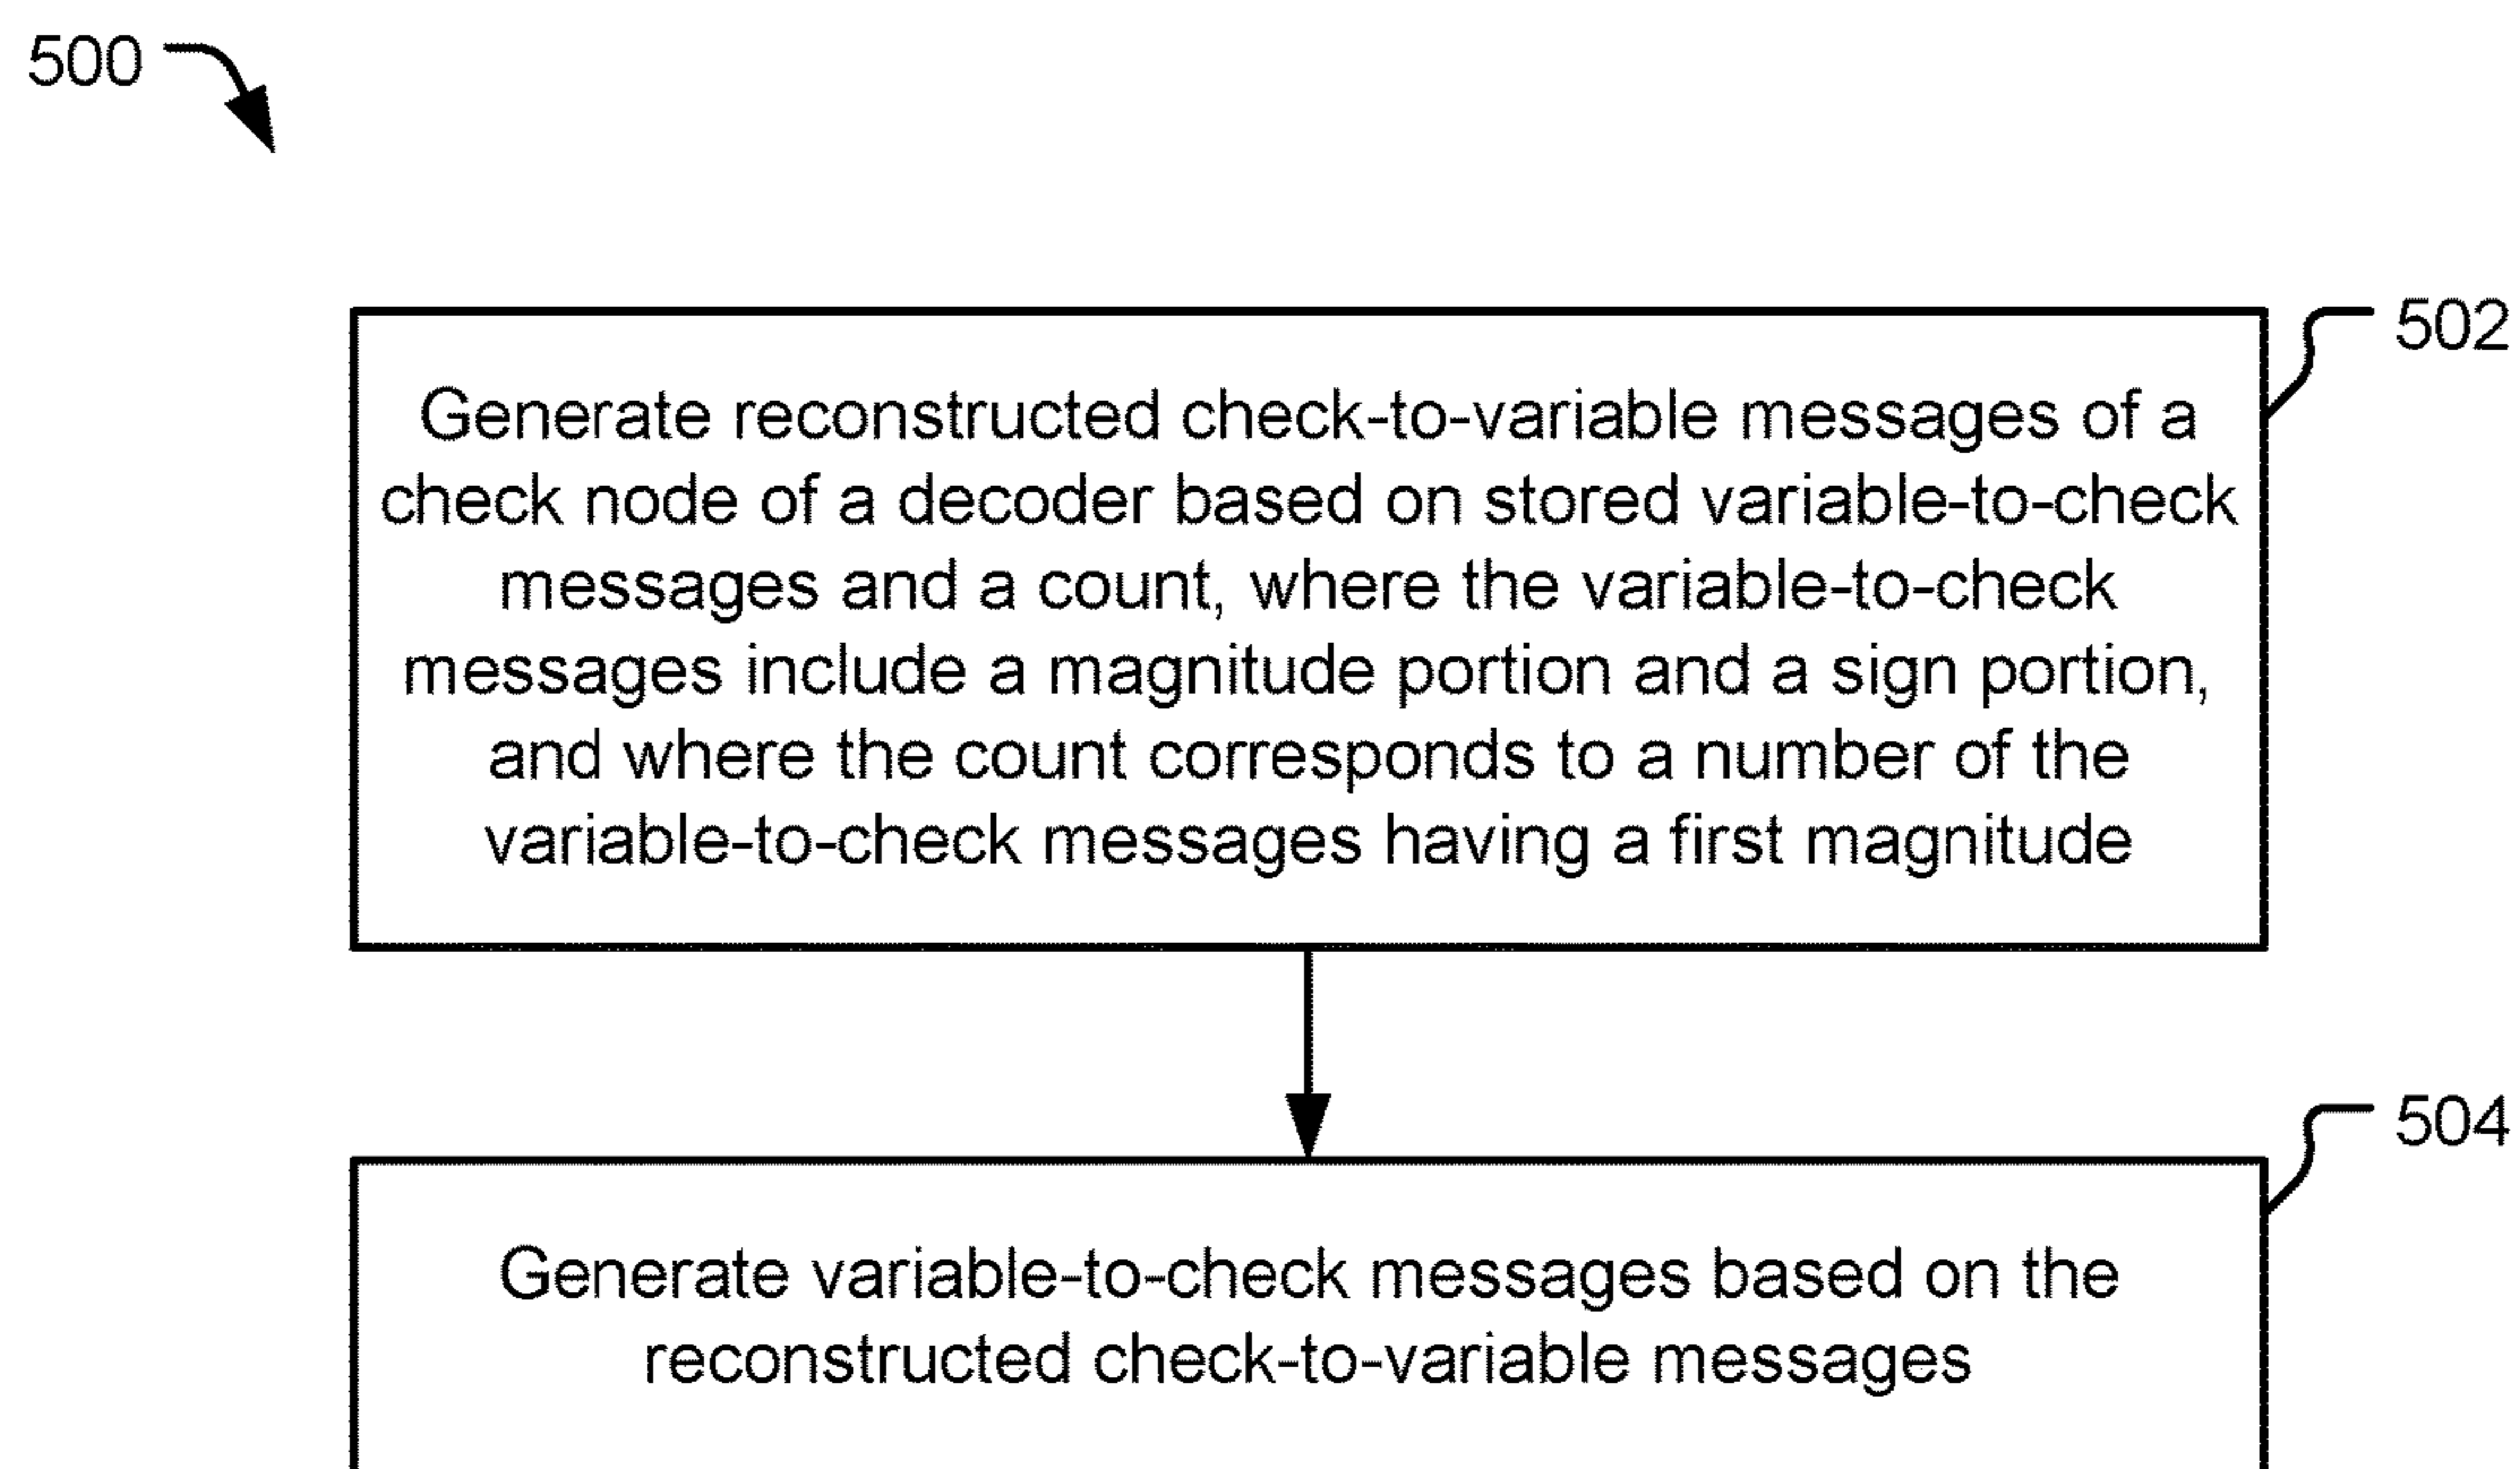 500
502
Generate reconstructed check-to-variable messages of a
check node of a decoder based on stored variable-to-check
messages and a count, where the variable-to-check
messages include a magnitude portion and a sign portion,
and where the count corresponds to a number of the
variable-to-check messages having a first magnitude
504
Generate variable-to-check messages based on the
reconstructed check-to-variable messages